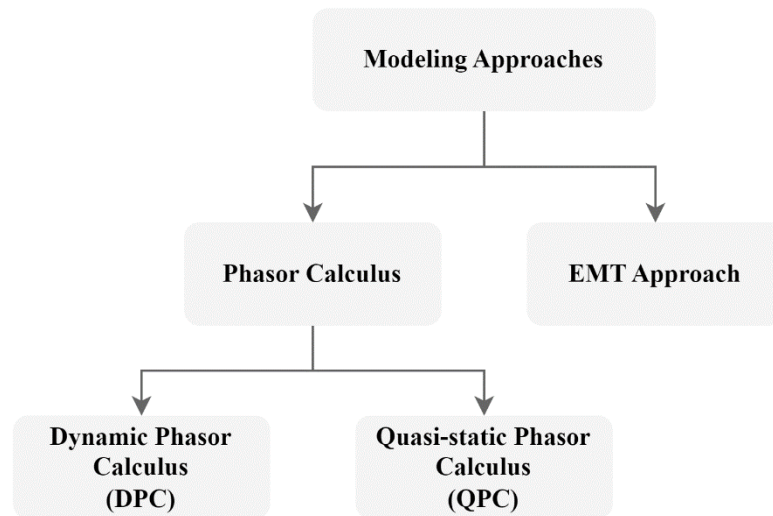 Modeling Approaches
Phasor Calculus
EMT Approach
Dynamic Phasor
Calculus
(DPC)
Quasi-static Phasor
Calculus
(QPC)